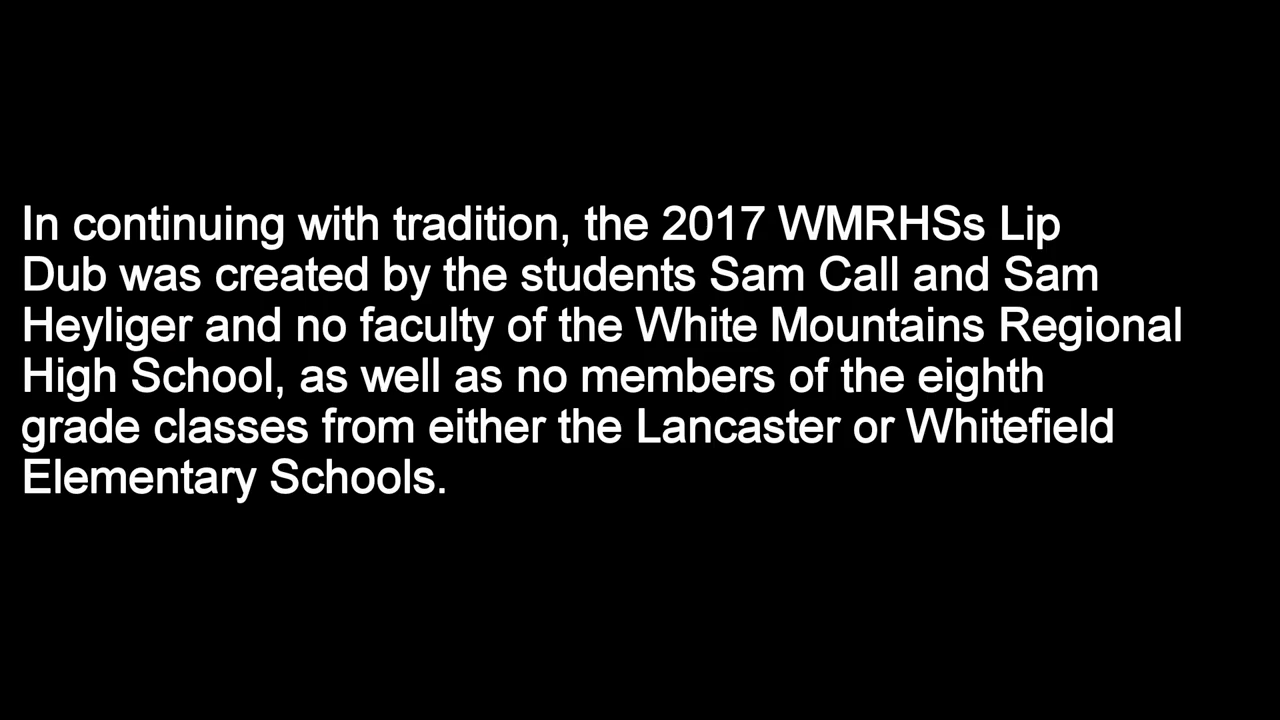 In continuing with tradition, the 2017 WMRHSs Lip
Dub was created by the students Sam Call and Sam
Heyliger and no faculty of the White Mountains Regional
High School, as well as no members of the eighth
grade classes from either the Lancaster or Whitefield
Elementary Schools.